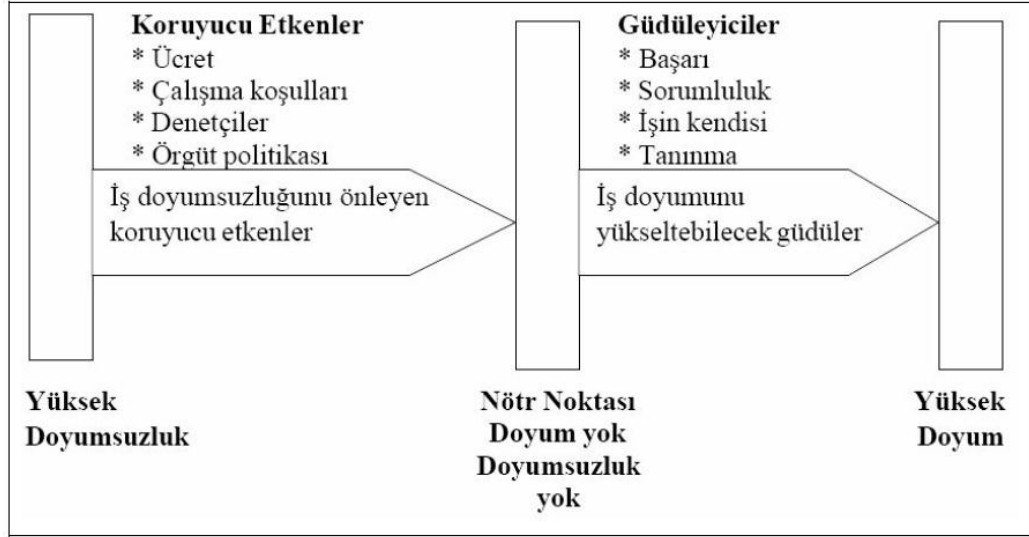 Koruyucu Etkenler
* Ücret
* Çalışma koşulları
* Denetçiler
* Örgüt politikası
İş doyumsuzluğunu önleyen
koruyucu etkenler
Güdüleyiciler
* Başarı
* Sorumluluk
* İşin kendisi
* Tanınma
İş doyumunu
yükseltebilecek güdüler
Yüksek
Doyumsuzluk
Nötr Noktası
Doyum yok
Doyumsuzluk
yok
Yüksek
Doyum